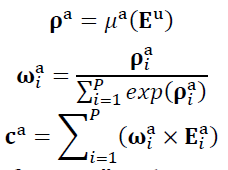 ρᵃ = μᵃ(Eᵘ)
ωᵢᵃ = ρᵢᵃ / ∑ᵢ₌₁ᴾ exp(ρᵢᵃ)
cᵃ = ∑ᵢ₌₁ᴾ (ωᵢᵃ × Eᵢᵃ)